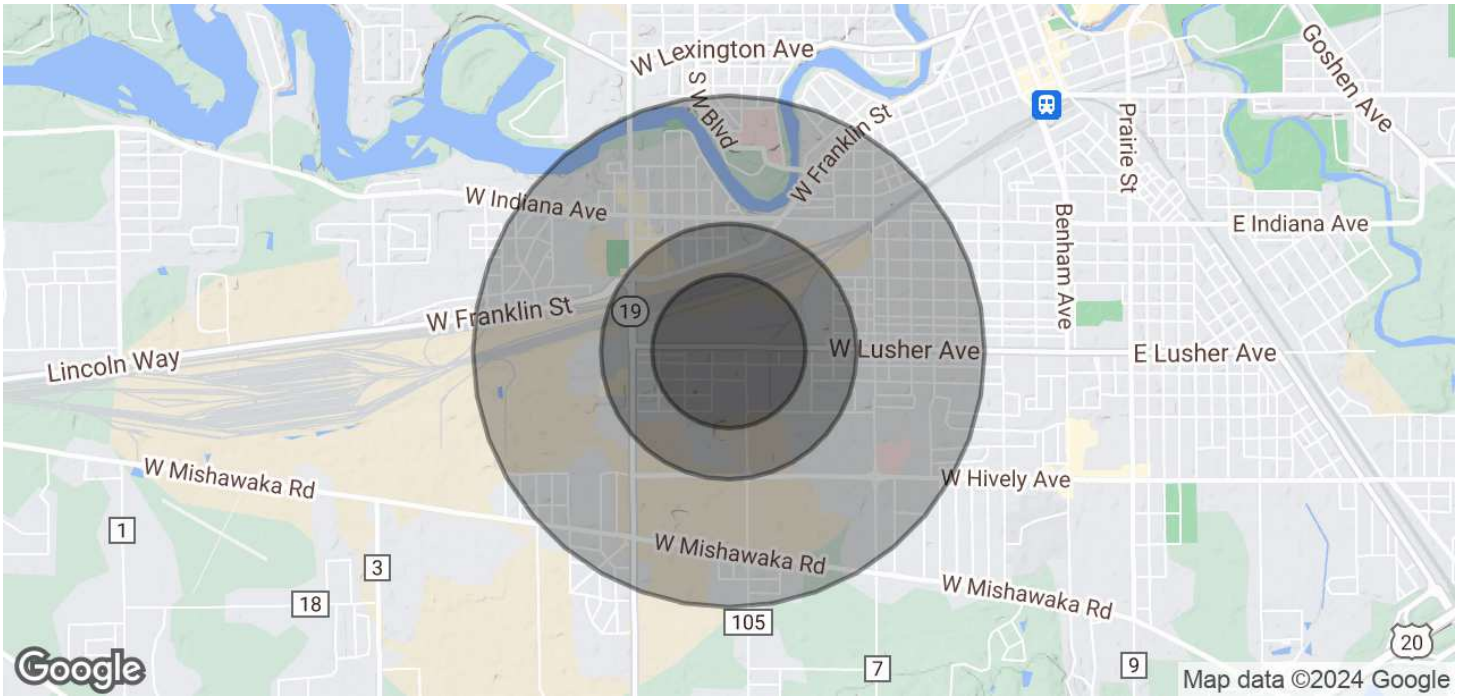 W Lexington Ave
S W Blvd
Goshen Ave
W Franklin St
Prairie St
W Indiana Ave
Benham Ave
E Indiana Ave
W Franklin St
19
Lincoln Way
W Lusher Ave
E Lusher Ave
W Mishawaka Rd
W Hively Ave
1
W Mishawaka Rd
3
W Mishawaka Rd
18
105
20
7
9
Google
Map data ©2024 Google